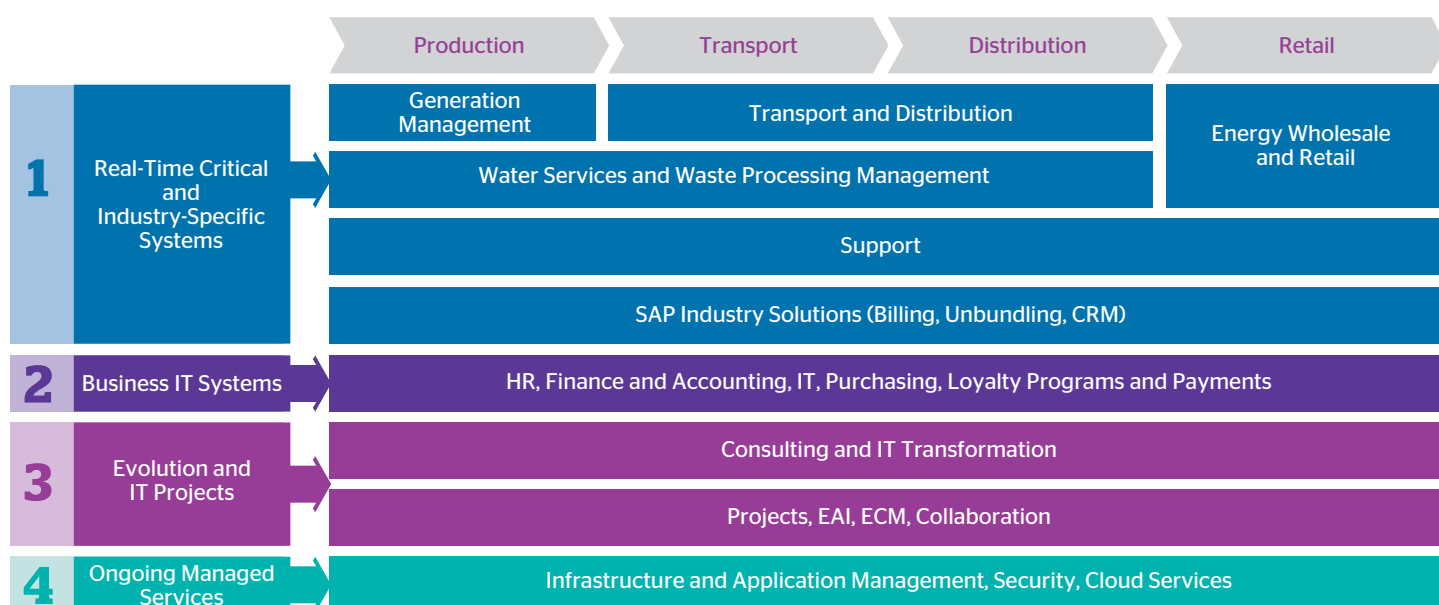 Production
Transport
Distribution
Retail
1
Real-Time Critical
and
Industry-Specific
Systems
Generation
Management
Transport and Distribution
Energy Wholesale
and Retail
Water Services and Waste Processing Management
Support
SAP Industry Solutions (Billing, Unbundling, CRM)
2
Business IT Systems
HR, Finance and Accounting, IT, Purchasing, Loyalty Programs and Payments
3
Evolution and
IT Projects
Consulting and IT Transformation
Projects, EAI, ECM, Collaboration
4
Ongoing Managed
Services
Infrastructure and Application Management, Security, Cloud Services